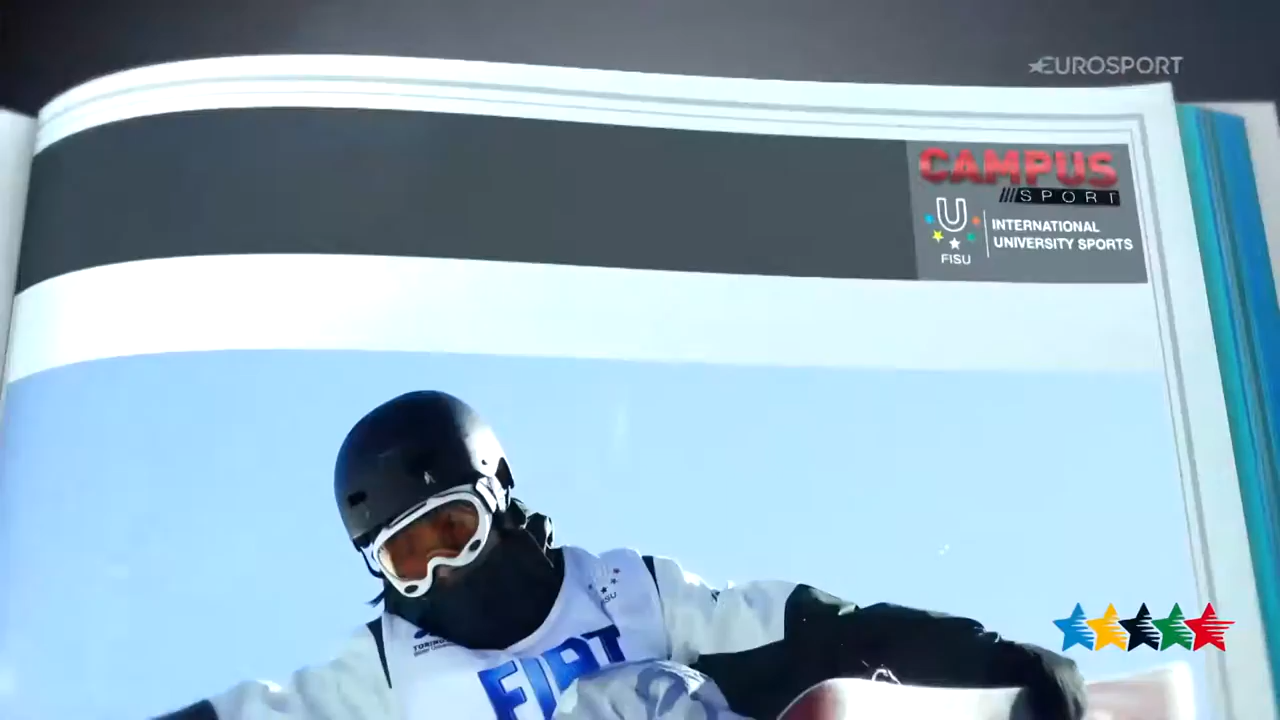 EUROSPORT
CAMPUS
SPORT
FISU
INTERNATIONAL
UNIVERSITY SPORTS
FIAT